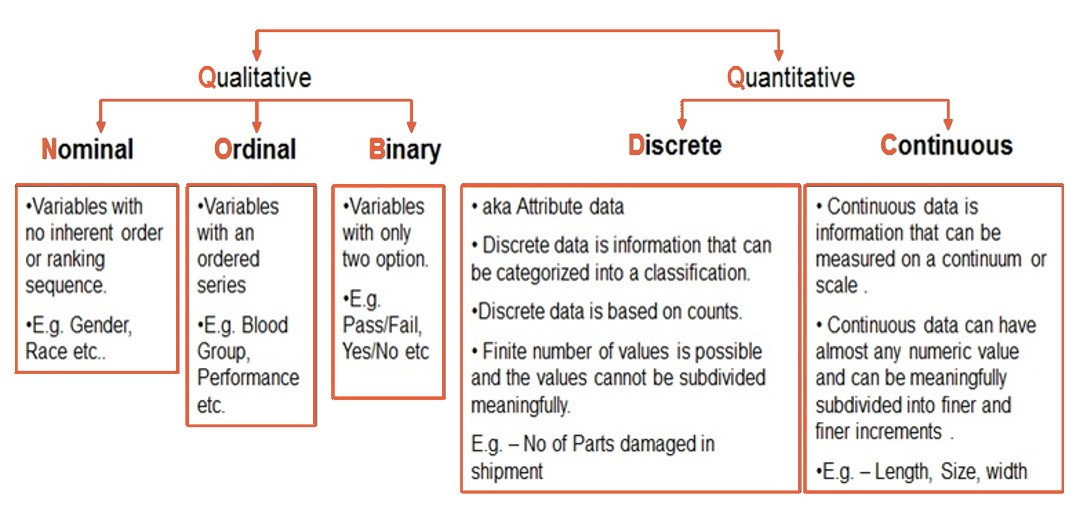 Qualitative
Quantitative
Nominal
Ordinal
Binary
Discrete
Continuous
•Variables with
no inherent order
or ranking
sequence.
•E.g. Gender,
Race etc..
•Variables
with an
ordered
series
•E.g. Blood
Group,
Performance
etc.
•Variables
with only
two option.
•E.g.
Pass/Fail,
Yes/No etc
• aka Attribute data
• Discrete data is information that can
be categorized into a classification.
•Discrete data is based on counts.
• Finite number of values is possible
and the values cannot be subdivided
meaningfully.
E.g. – No of Parts damaged in
shipment
• Continuous data is
information that can be
measured on a continuum or
scale .
• Continuous data can have
almost any numeric value
and can be meaningfully
subdivided into finer and
finer increments .
•E.g. – Length, Size, width